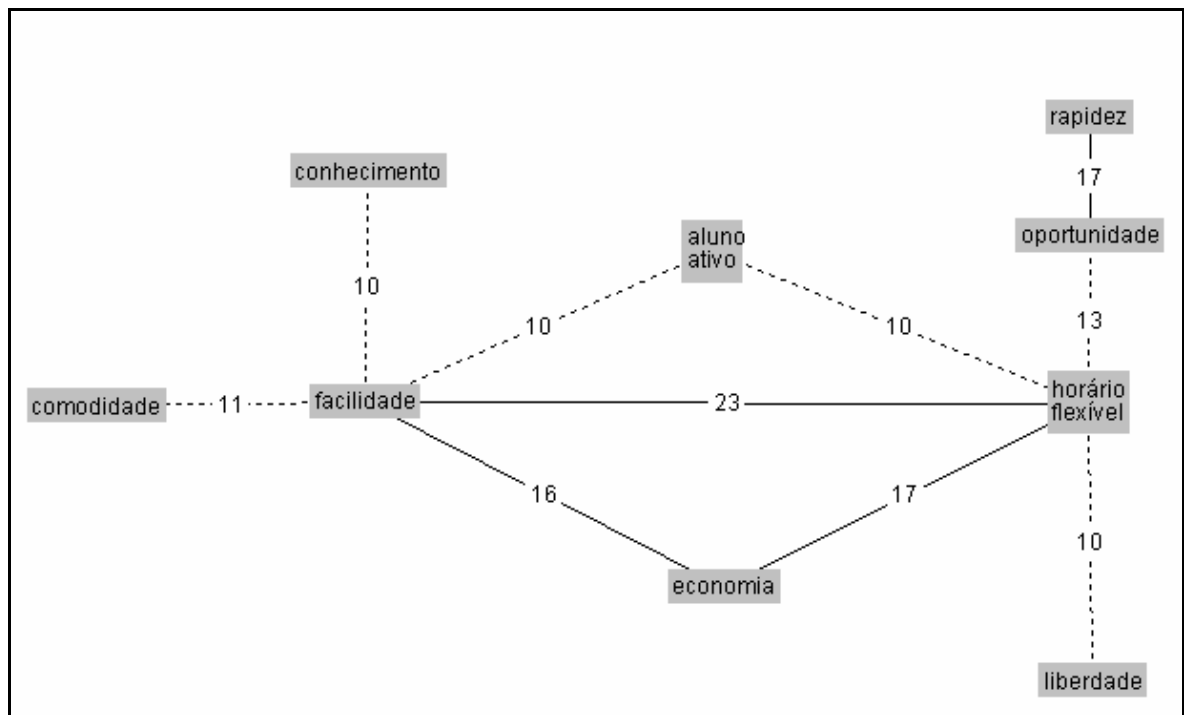 rapidez
17
conhecimento
oportunidade
aluno
ativo
10
10
10
13
comodidade
11
facilidade
23
horário
flexível
16
17
10
economia
liberdade